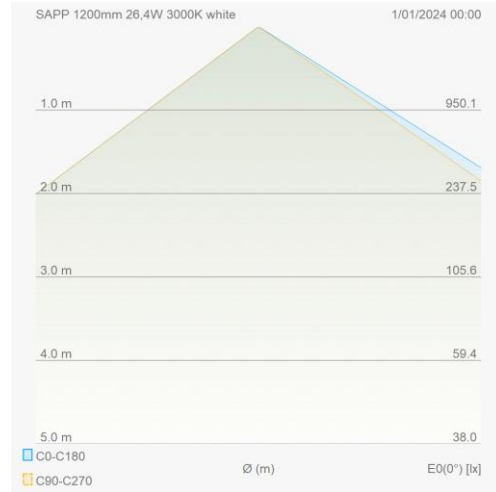 SAPP 1200mm 26,4W 3000K white 1/01/2024 00:00
1.0 m 950.1
2.0 m 237.5
3.0 m 105.6
4.0 m 59.4
5.0 m 38.0
C0-C180
Ø (m) E0(0°) [lx]
C90-C270